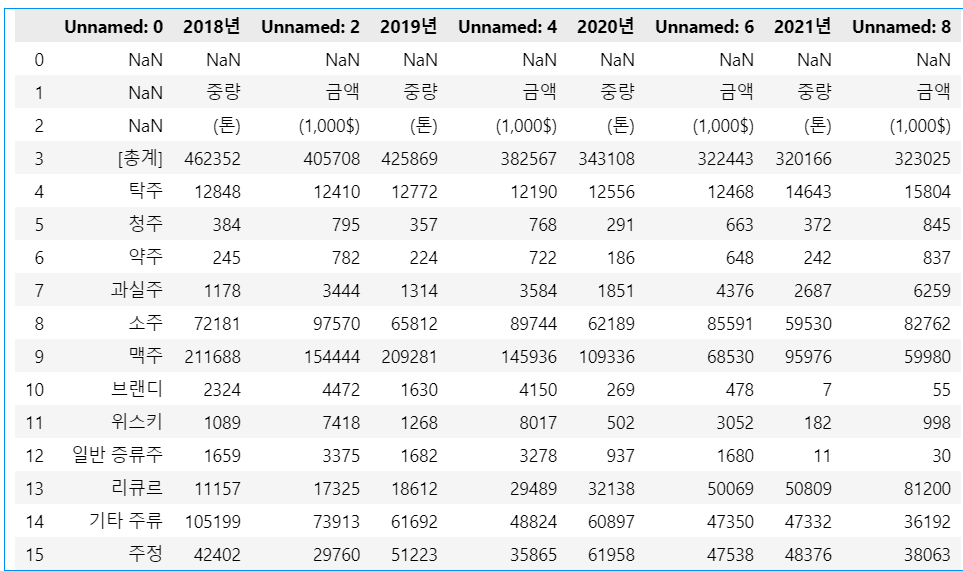 Unnamed: 0 2018년 Unnamed: 2 2019년 Unnamed: 4 2020년 Unnamed: 6 2021년 Unnamed: 8
0 NaN NaN NaN NaN NaN NaN NaN NaN NaN
1 NaN 중량 금액 중량 금액 중량 금액 중량 금액
2 NaN (톤) (1,000$) (톤) (1,000$) (톤) (1,000$) (톤) (1,000$)
3 [총계] 462352 405708 425869 382567 343108 322443 320166 323025
4 탁주 12848 12410 12772 12190 12556 12468 14643 15804
5 청주 384 795 357 768 291 663 372 845
6 약주 245 782 224 722 186 648 242 837
7 과실주 1178 3444 1314 3584 1851 4376 2687 6259
8 소주 72181 97570 65812 89744 62189 85591 59530 82762
9 맥주 211688 154444 209281 145936 109336 68530 95976 59980
10 브랜디 2324 4472 1630 4150 269 478 7 55
11 위스키 1089 7418 1268 8017 502 3052 182 998
12 일반 증류주 1659 3375 1682 3278 937 1680 11 30
13 리큐르 11157 17325 18612 29489 32138 50069 50809 81200
14 기타 주류 105199 73913 61692 48824 60897 47350 47332 36192
15 주정 42402 29760 51223 35865 61958 47538 48376 38063